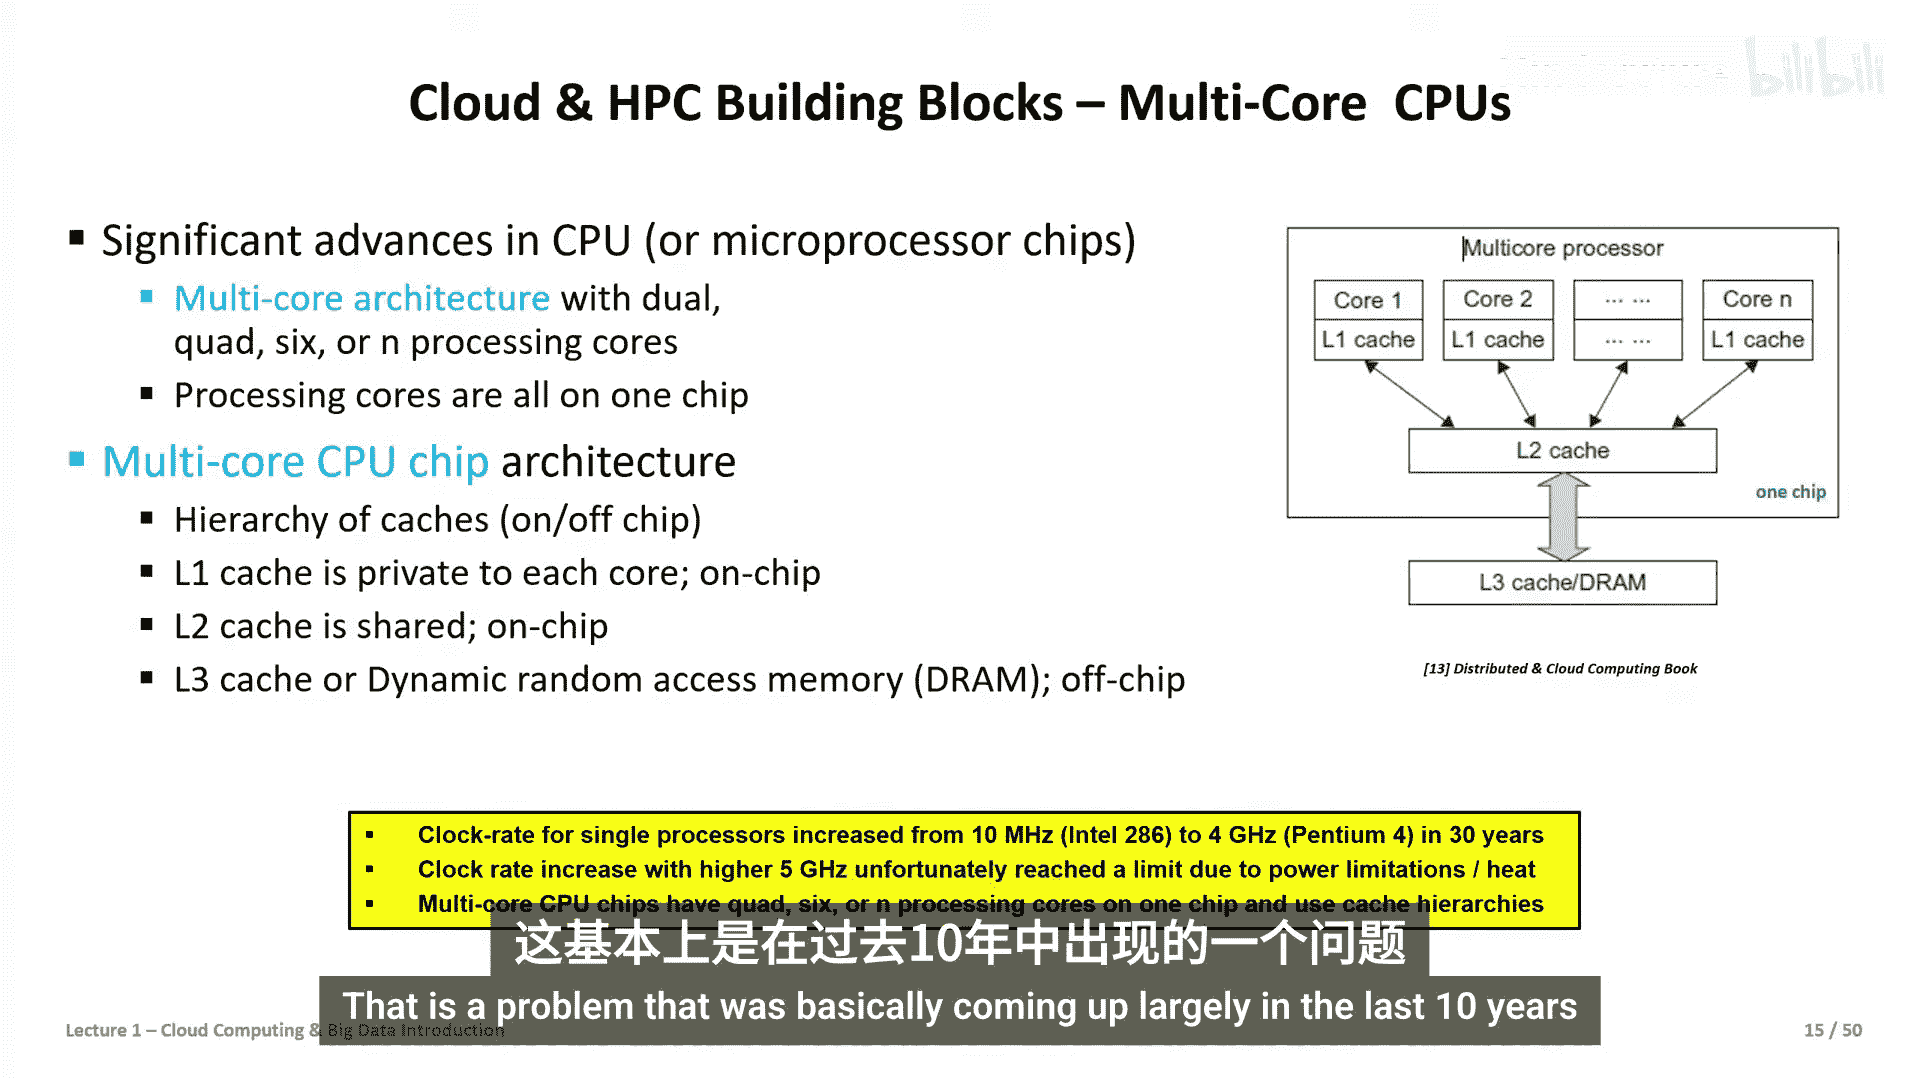 bilibili
Cloud & HPC Building Blocks – Multi-Core CPUs
▪ Significant advances in CPU (or microprocessor chips)
▪ Multi-core architecture with dual,
quad, six, or n processing cores
▪ Processing cores are all on one chip
▪ Multi-core CPU chip architecture
▪ Hierarchy of caches (on/off chip)
▪ L1 cache is private to each core; on-chip
▪ L2 cache is shared; on-chip
▪ L3 cache or Dynamic random access memory (DRAM); off-chip
Multicore processor
Core 1 Core 2 ... ... Core n
L1 cache L1 cache ... ... L1 cache
L2 cache
one chip
L3 cache/DRAM
[13] Distributed & Cloud Computing Book
▪ Clock-rate for single processors increased from 10 MHz (Intel 286) to 4 GHz (Pentium 4) in 30 years
▪ Clock rate increase with higher 5 GHz unfortunately reached a limit due to power limitations / heat
▪ Multi-core CPU chips have quad, six, or n processing cores on one chip and use cache hierarchies
这基本上是在过去10年中出现的一个问题
That is a problem that was basically coming up largely in the last 10 years
Lecture 1 – Cloud Computing & Big Data Introduction
15 / 50